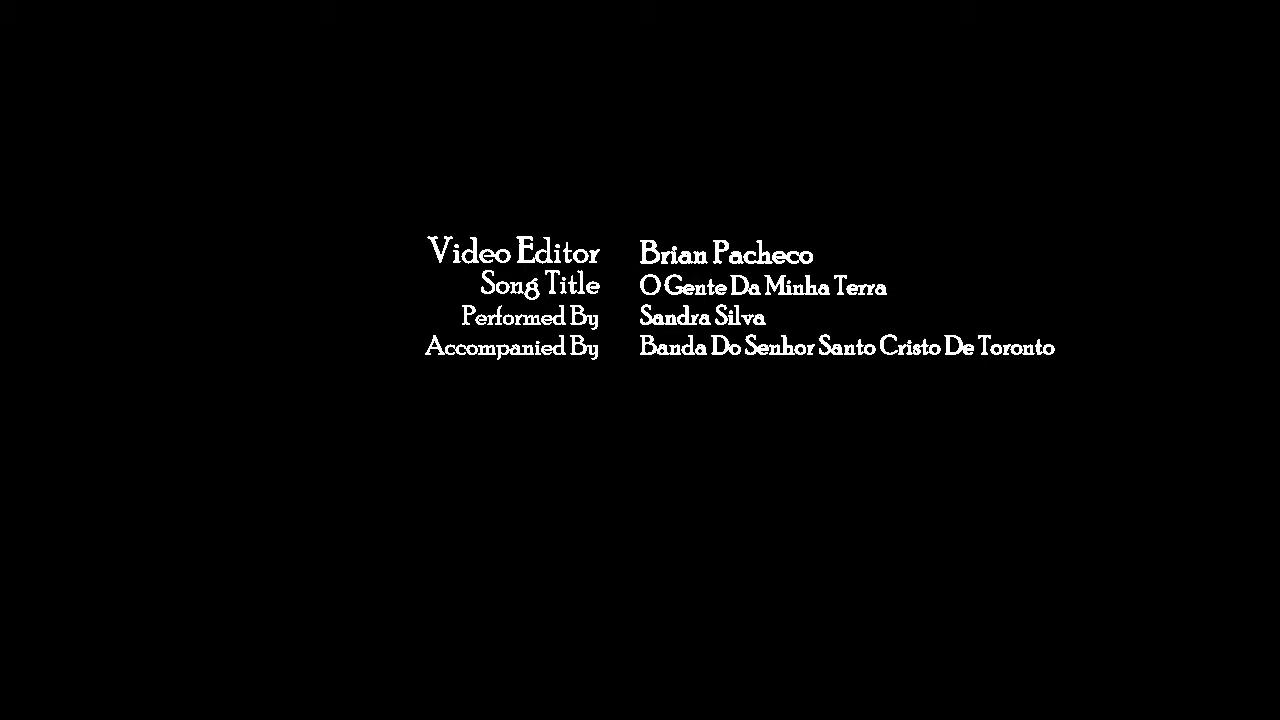 Video Editor Brian Pacheco
Song Title O Gente Da Minha Terra
Performed By Sandra Silva
Accompanied By Banda Do Senhor Santo Cristo De Toronto